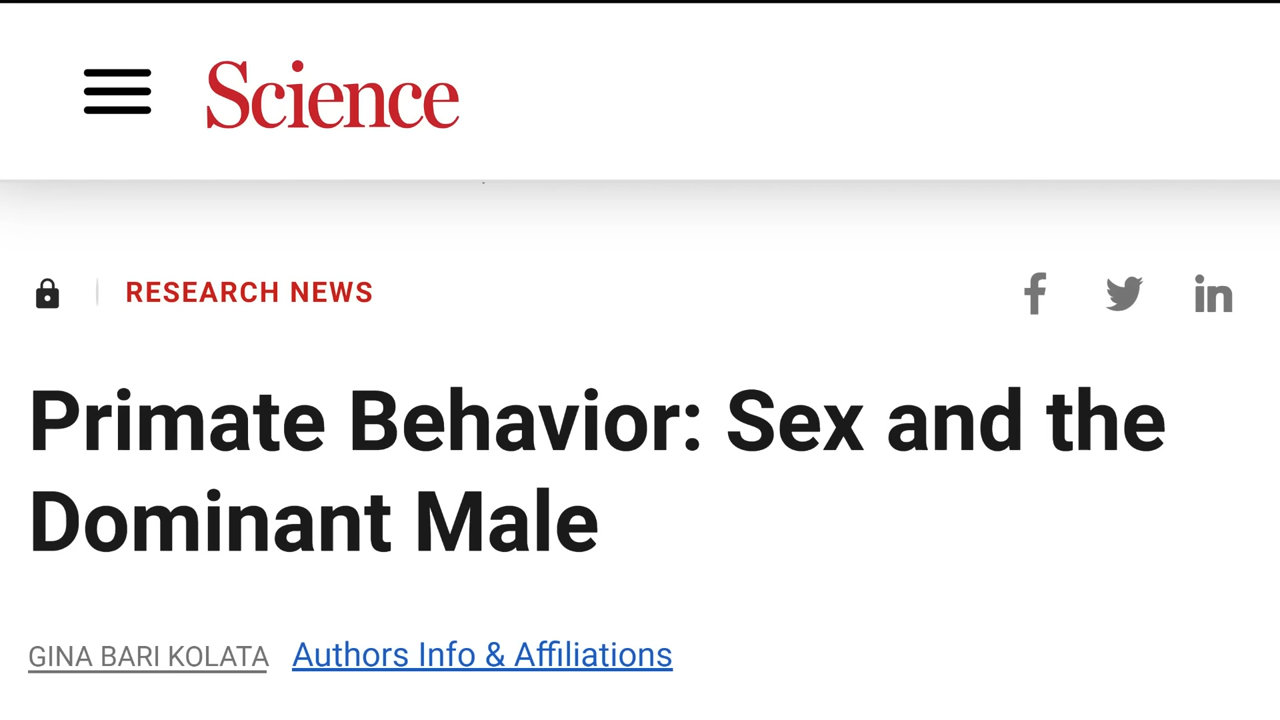 Science
RESEARCH NEWS
Primate Behavior: Sex and the
Dominant Male
GINA BARI KOLATA Authors Info & Affiliations